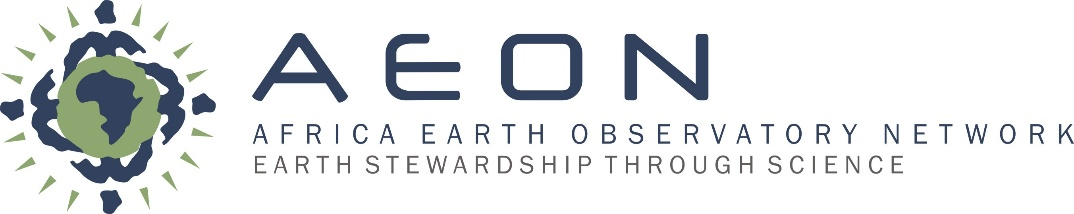 AEON
AFRICA EARTH OBSERVATORY NETWORK
EARTH STEWARDSHIP THROUGH SCIENCE